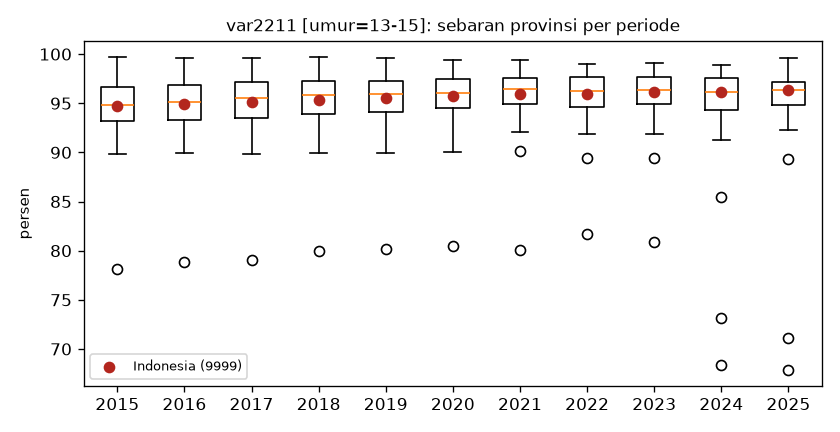 var2211 [umur=13-15]: sebaran provinsi per periode
100
95
90
85
80
75
70
persen
Indonesia (9999)
2015 2016 2017 2018 2019 2020 2021 2022 2023 2024 2025